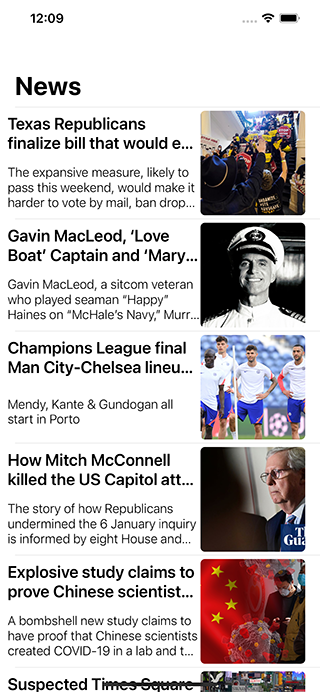 12:09
News
Texas Republicans
finalize bill that would e...
The expansive measure, likely to
pass this weekend, would make it
harder to vote by mail, ban drop...
Gavin MacLeod, ‘Love
Boat’ Captain and ‘Mary...
Gavin MacLeod, a sitcom veteran
who played seaman “Happy”
Haines on “McHale’s Navy,” Murr...
Champions League final
Man City-Chelsea lineu...
Mendy, Kante & Gundogan all
start in Porto
How Mitch McConnell
killed the US Capitol att...
The story of how Republicans
undermined the 6 January inquiry
is informed by eight House and...
Th
Gua
Explosive study claims to
prove Chinese scientist...
A bombshell new study claims to
have proof that Chinese scientists
created COVID-19 in a lab and t...
Suspected Times Square